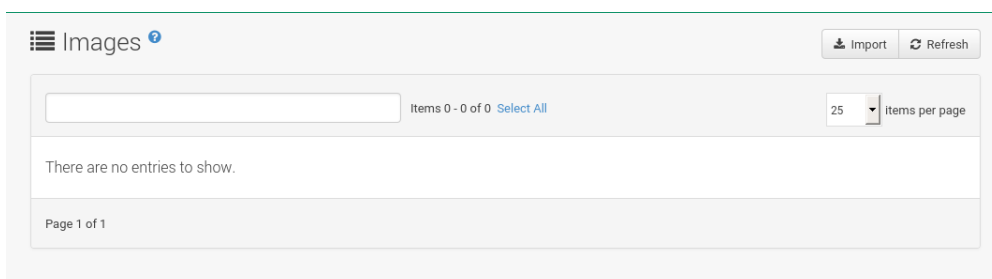 Images ?
Import Refresh
Items 0 - 0 of 0 Select All 25 items per page
There are no entries to show.
Page 1 of 1